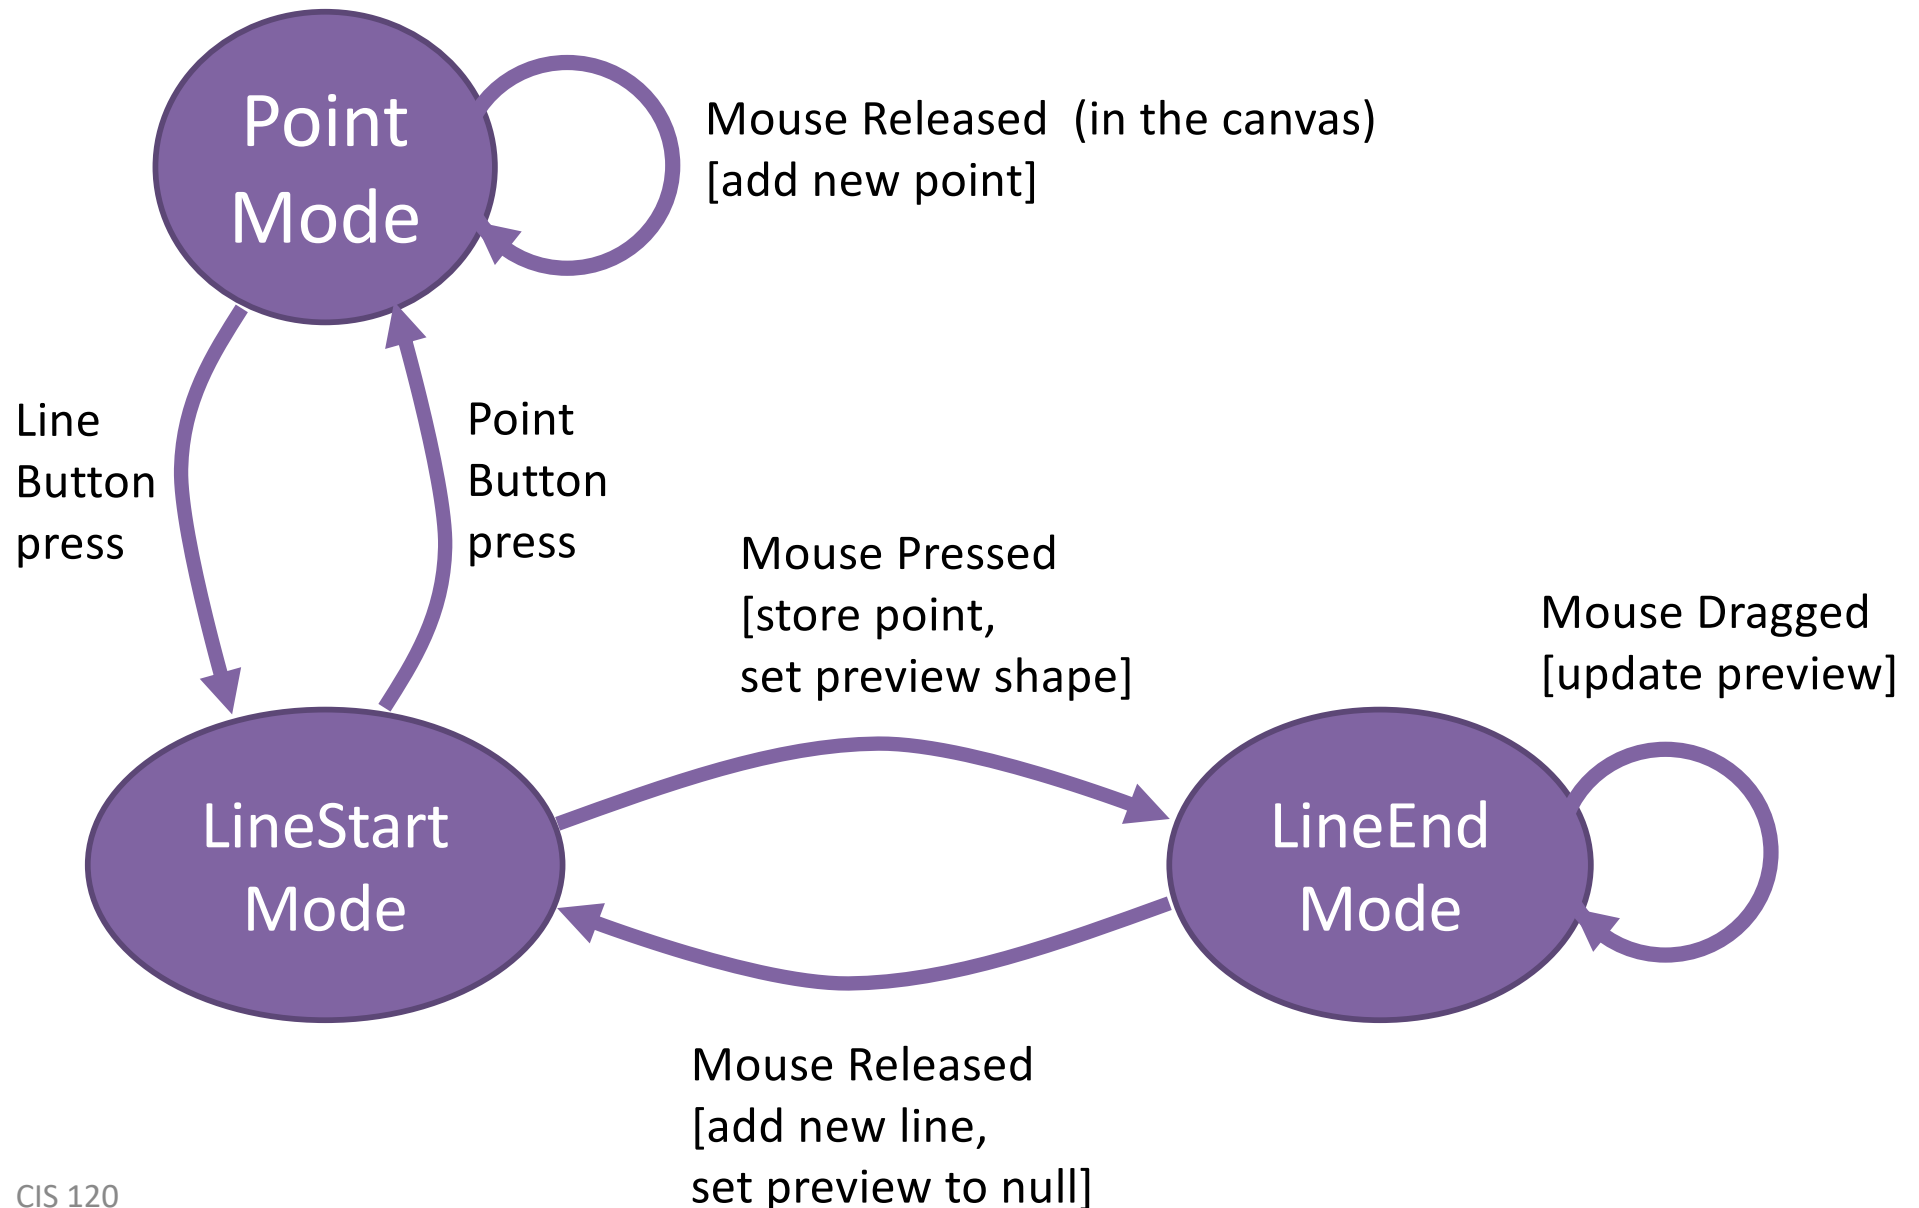 Point
Mode
Mouse Released  (in the canvas)
[add new point]
Line
Button
press
Point
Button
press
Mouse Pressed
[store point,
set preview shape]
Mouse Dragged
[update preview]
LineStart
Mode
LineEnd
Mode
Mouse Released
[add new line,
set preview to null]
CIS 120